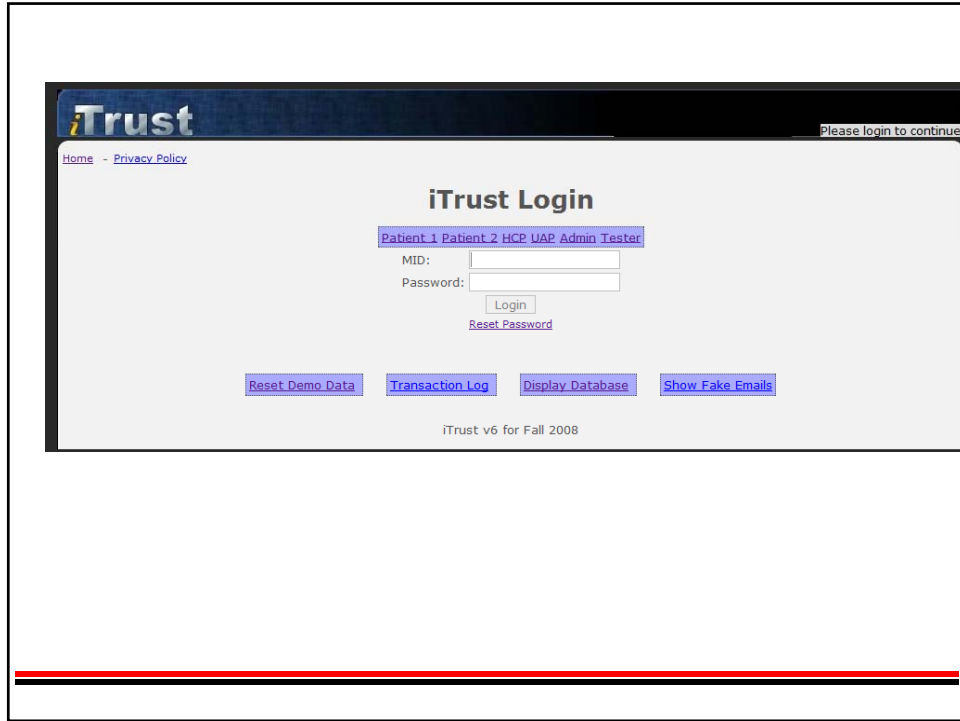 iTrust
Please login to continue
Home - Privacy Policy
iTrust Login
Patient 1 Patient 2 HCP UAP Admin Tester
MID:
Password:
Login
Reset Password
Reset Demo Data Transaction Log Display Database Show Fake Emails
iTrust v6 for Fall 2008